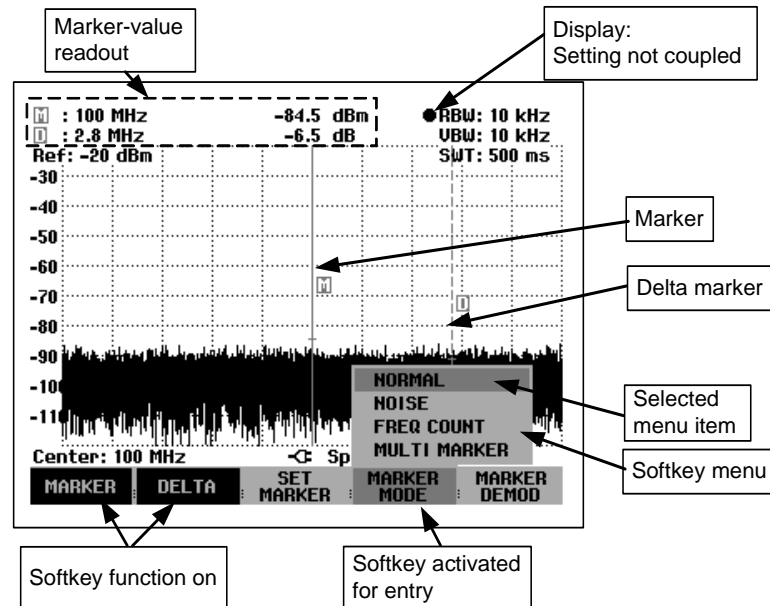 Marker-value
readout
Display:
Setting not coupled
M : 100 MHz -84.5 dBm
D : 2.8 MHz -6.5 dB
Ref: -20 dBm
RBW: 10 kHz
VBW: 10 kHz
SWT: 500 ms
-30
-40
-50
-60
-70
-80
-90
-100
-110
M
D
Marker
Delta marker
NORMAL
NOISE
FREQ COUNT
MULTI MARKER
Selected
menu item
Softkey menu
Center: 100 MHz
Sp
MARKER
DELTA
SET
MARKER
MARKER
MODE
MARKER
DEMOD
Softkey function on
Softkey activated
for entry